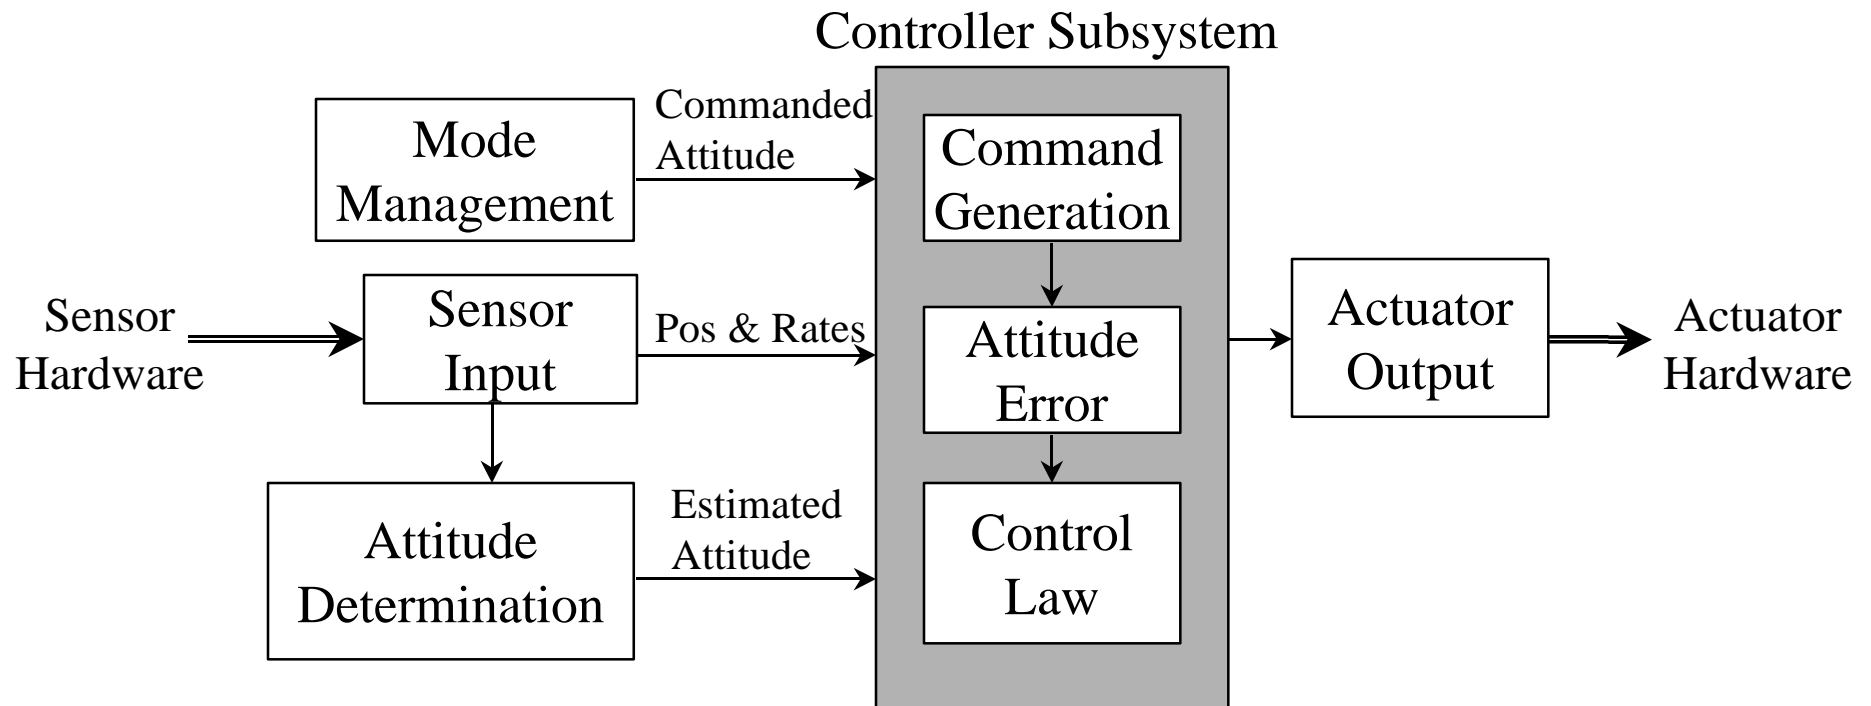 Controller Subsystem
Mode
Management
Commanded
Attitude
Command
Generation
Sensor
Hardware
Sensor
Input
Pos & Rates
Attitude
Error
Actuator
Output
Actuator
Hardware
Attitude
Determination
Estimated
Attitude
Control
Law